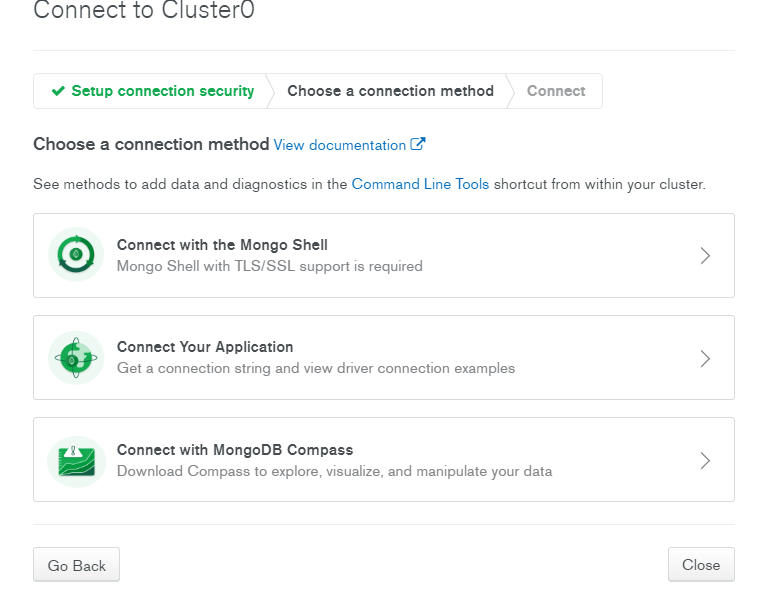 Connect to Cluster0
Setup connection security Choose a connection method Connect
Choose a connection method View documentation
See methods to add data and diagnostics in the Command Line Tools shortcut from within your cluster.
Connect with the Mongo Shell
Mongo Shell with TLS/SSL support is required
Connect Your Application
Get a connection string and view driver connection examples
Connect with MongoDB Compass
Download Compass to explore, visualize, and manipulate your data
Go Back Close